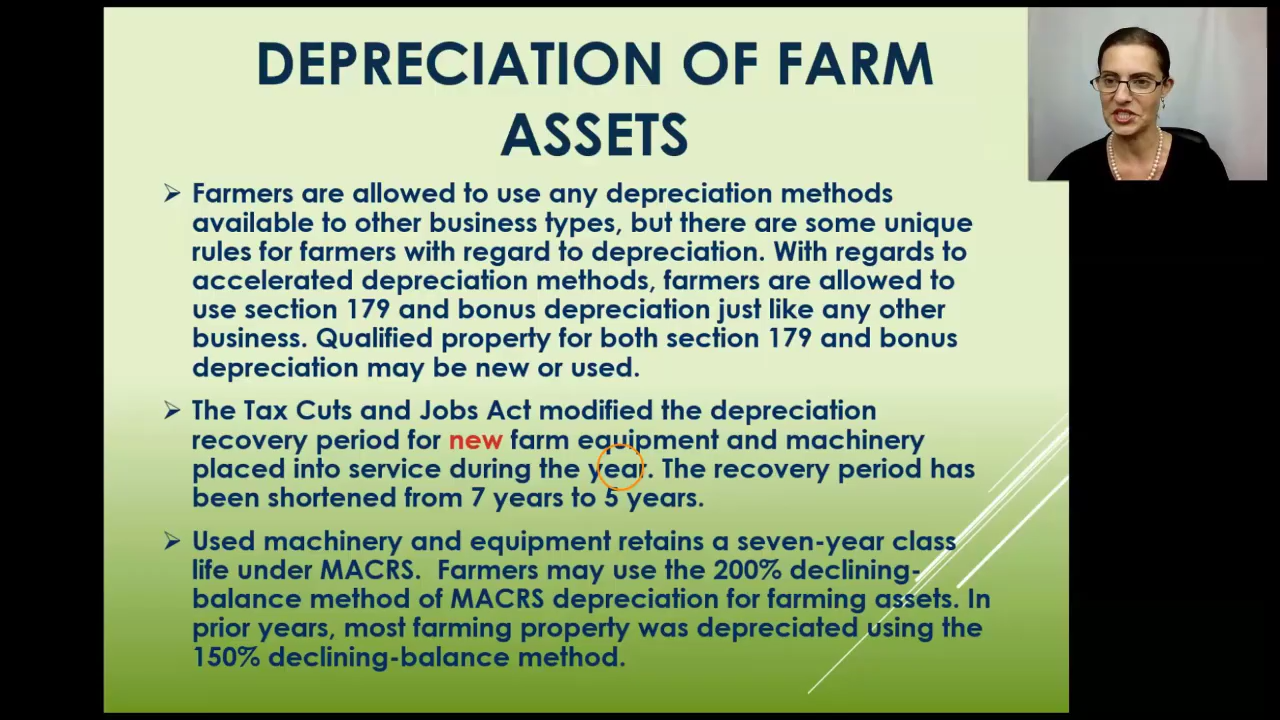 DEPRECIATION OF FARM
ASSETS
Farmers are allowed to use any depreciation methods
available to other business types, but there are some unique
rules for farmers with regard to depreciation. With regards to
accelerated depreciation methods, farmers are allowed to
use section 179 and bonus depreciation just like any other
business. Qualified property for both section 179 and bonus
depreciation may be new or used.
The Tax Cuts and Jobs Act modified the depreciation
recovery period for new farm equipment and machinery
placed into service during the year. The recovery period has
been shortened from 7 years to 5 years.
Used machinery and equipment retains a seven-year class
life under MACRS. Farmers may use the 200% declining-
balance method of MACRS depreciation for farming assets. In
prior years, most farming property was depreciated using the
150% declining-balance method.